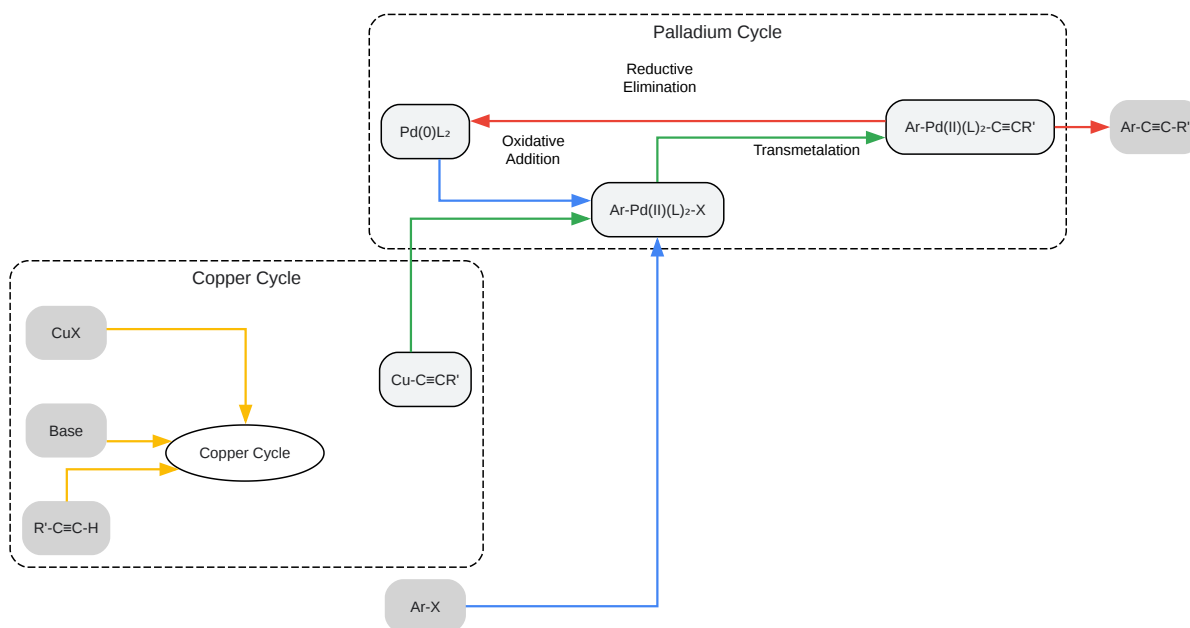 Palladium Cycle
Reductive
Elimination
Pd(0)L₂
Oxidative
Addition
Ar-Pd(II)(L)₂-C≡CR'
Ar-C≡C-R'
Transmetalation
Ar-Pd(II)(L)₂-X
Copper Cycle
CuX
Cu-C≡CR'
Base
Copper Cycle
R'-C≡C-H
Ar-X